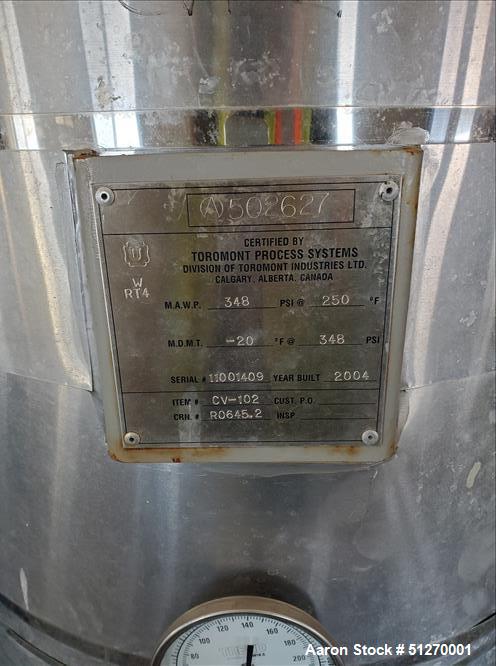 Ⓐ502627
CERTIFIED BY
TOROMONT PROCESS SYSTEMS
DIVISION OF TOROMONT INDUSTRIES LTD.
CALGARY, ALBERTA, CANADA
U
W
RT4
M.A.W.P. 348 PSI @ 250 °F
M.D.M.T. -20 °F @ 348 PSI
SERIAL # 11001409 YEAR BUILT 2004
ITEM # CV-102 CUST. P.O.
CRN. # R0645.2 INSP
80 100 120 140 160 180 200
Aaron Stock # 51270001